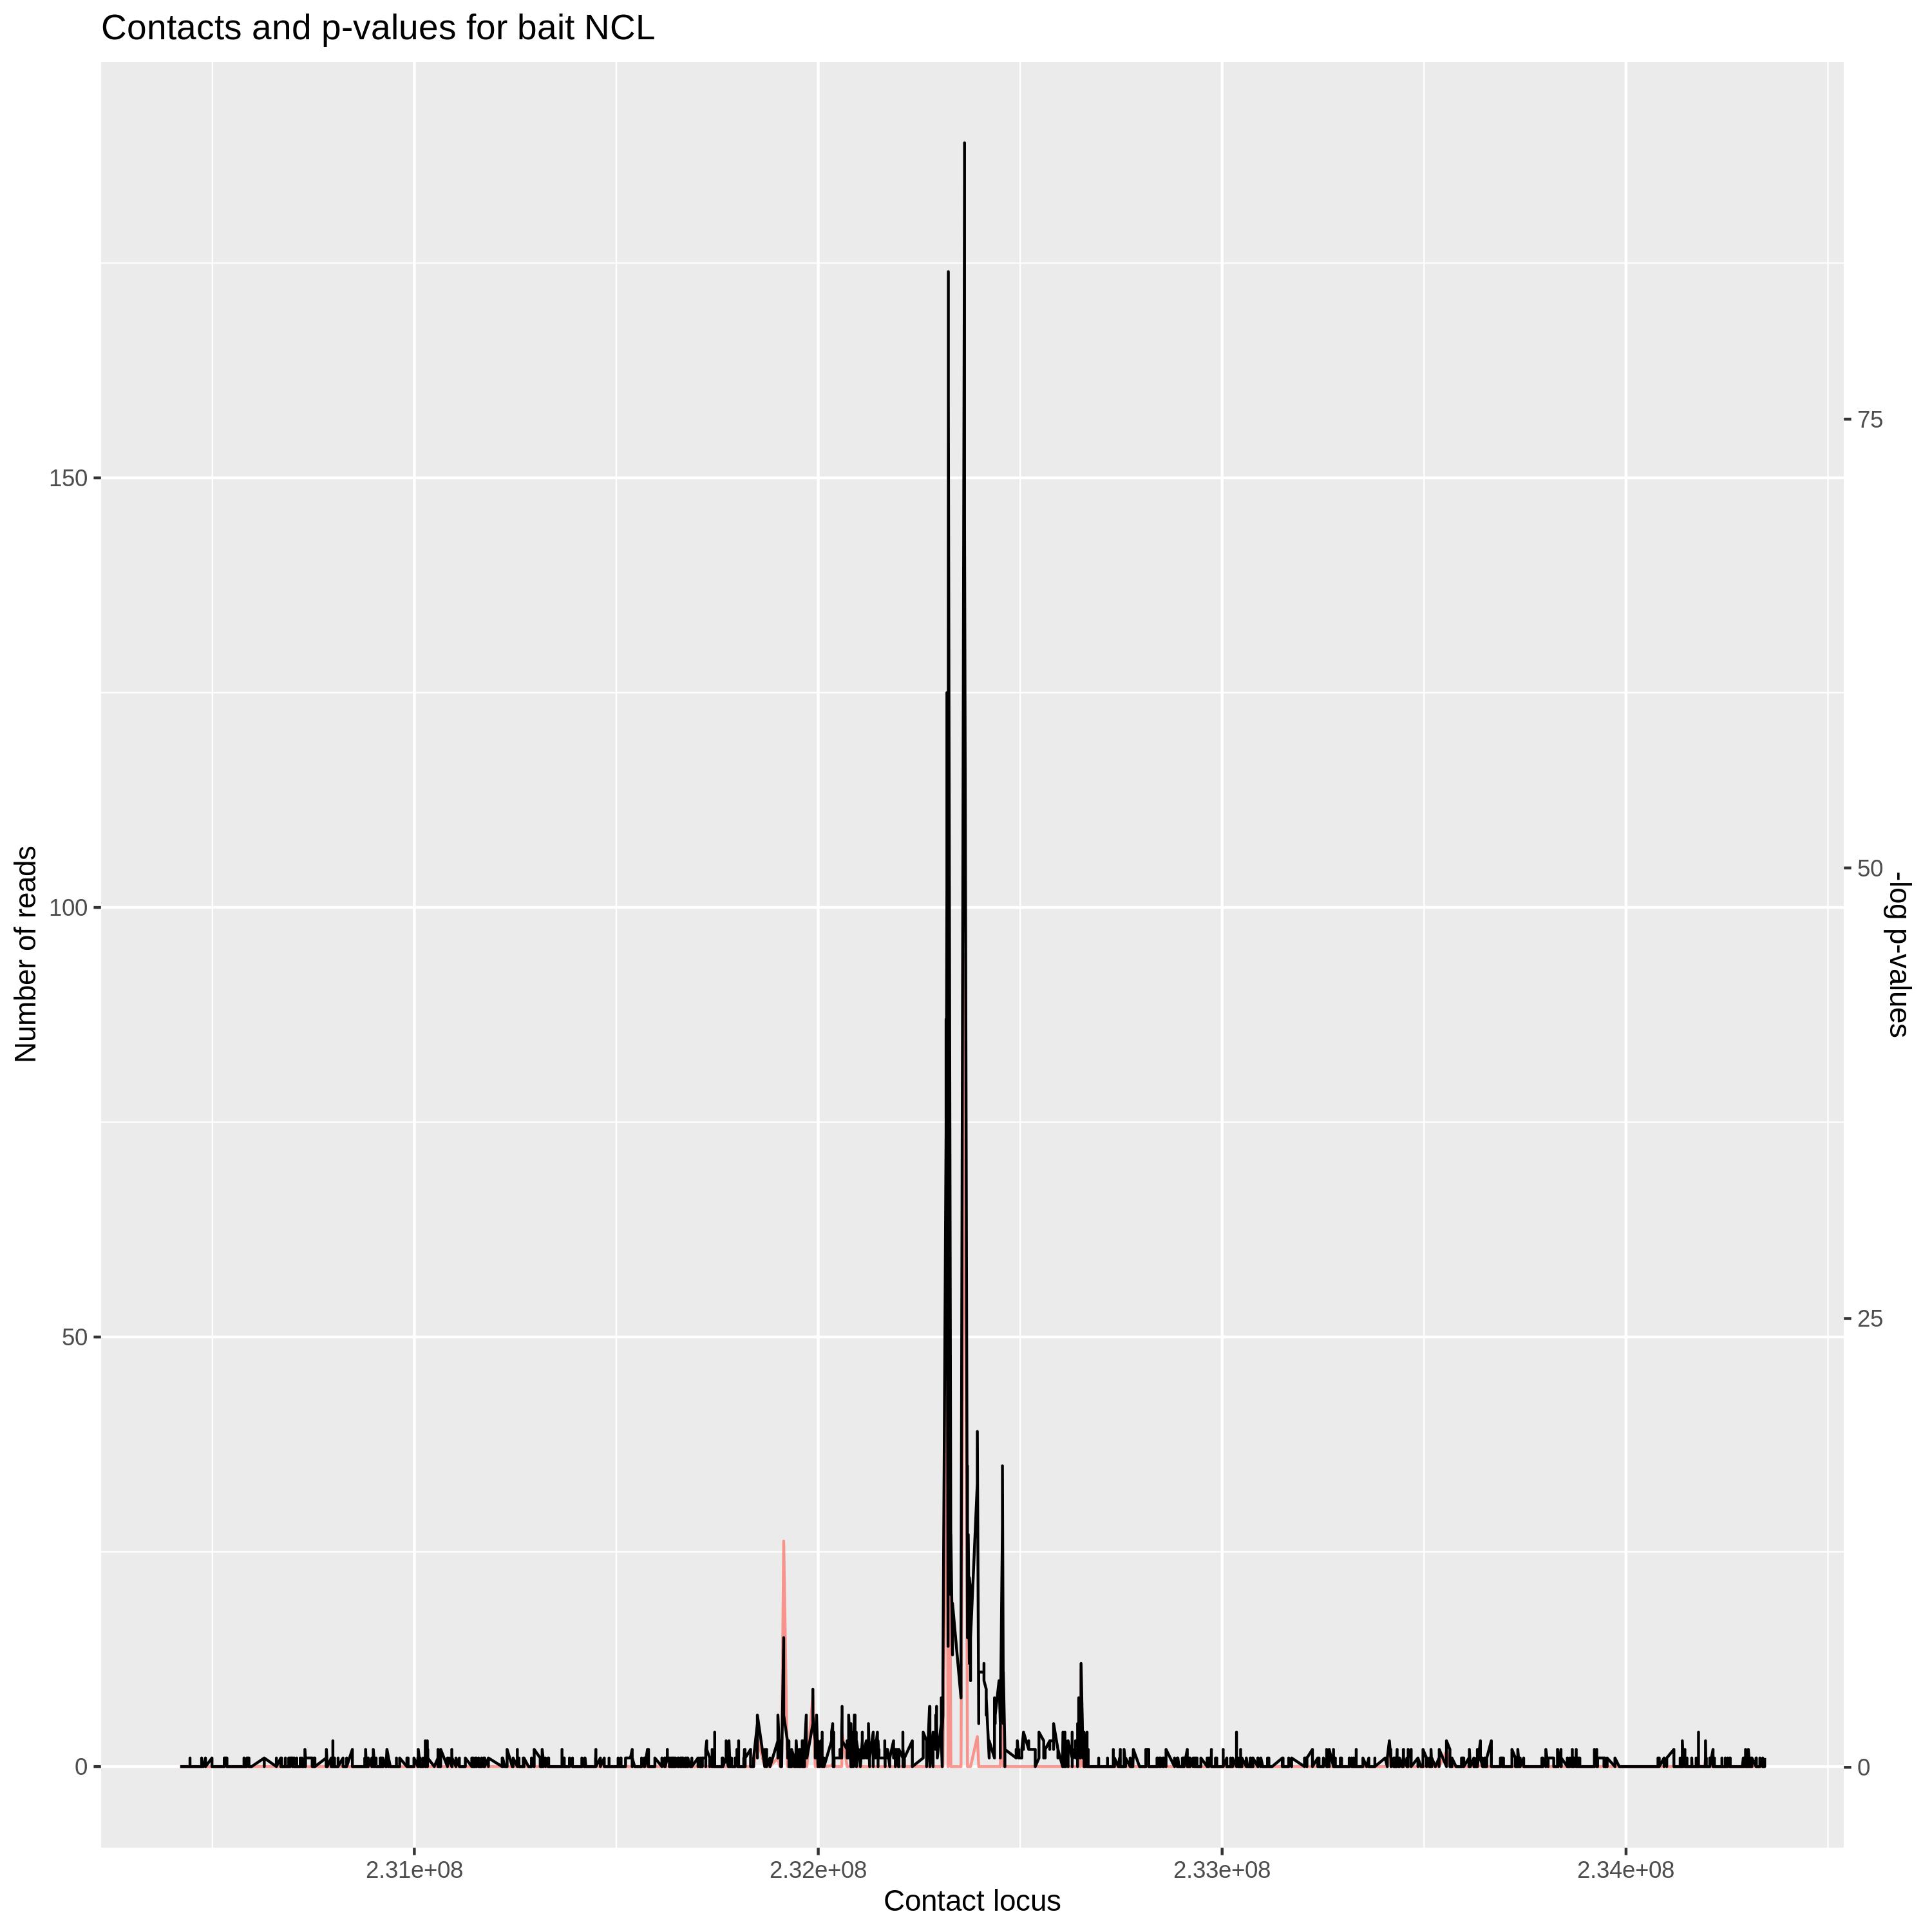 Contacts and p-values for bait NCL
150
100
50
0
Number of reads
75
50
25
0
-log p-values
2.31e+08
2.32e+08
2.33e+08
2.34e+08
Contact locus